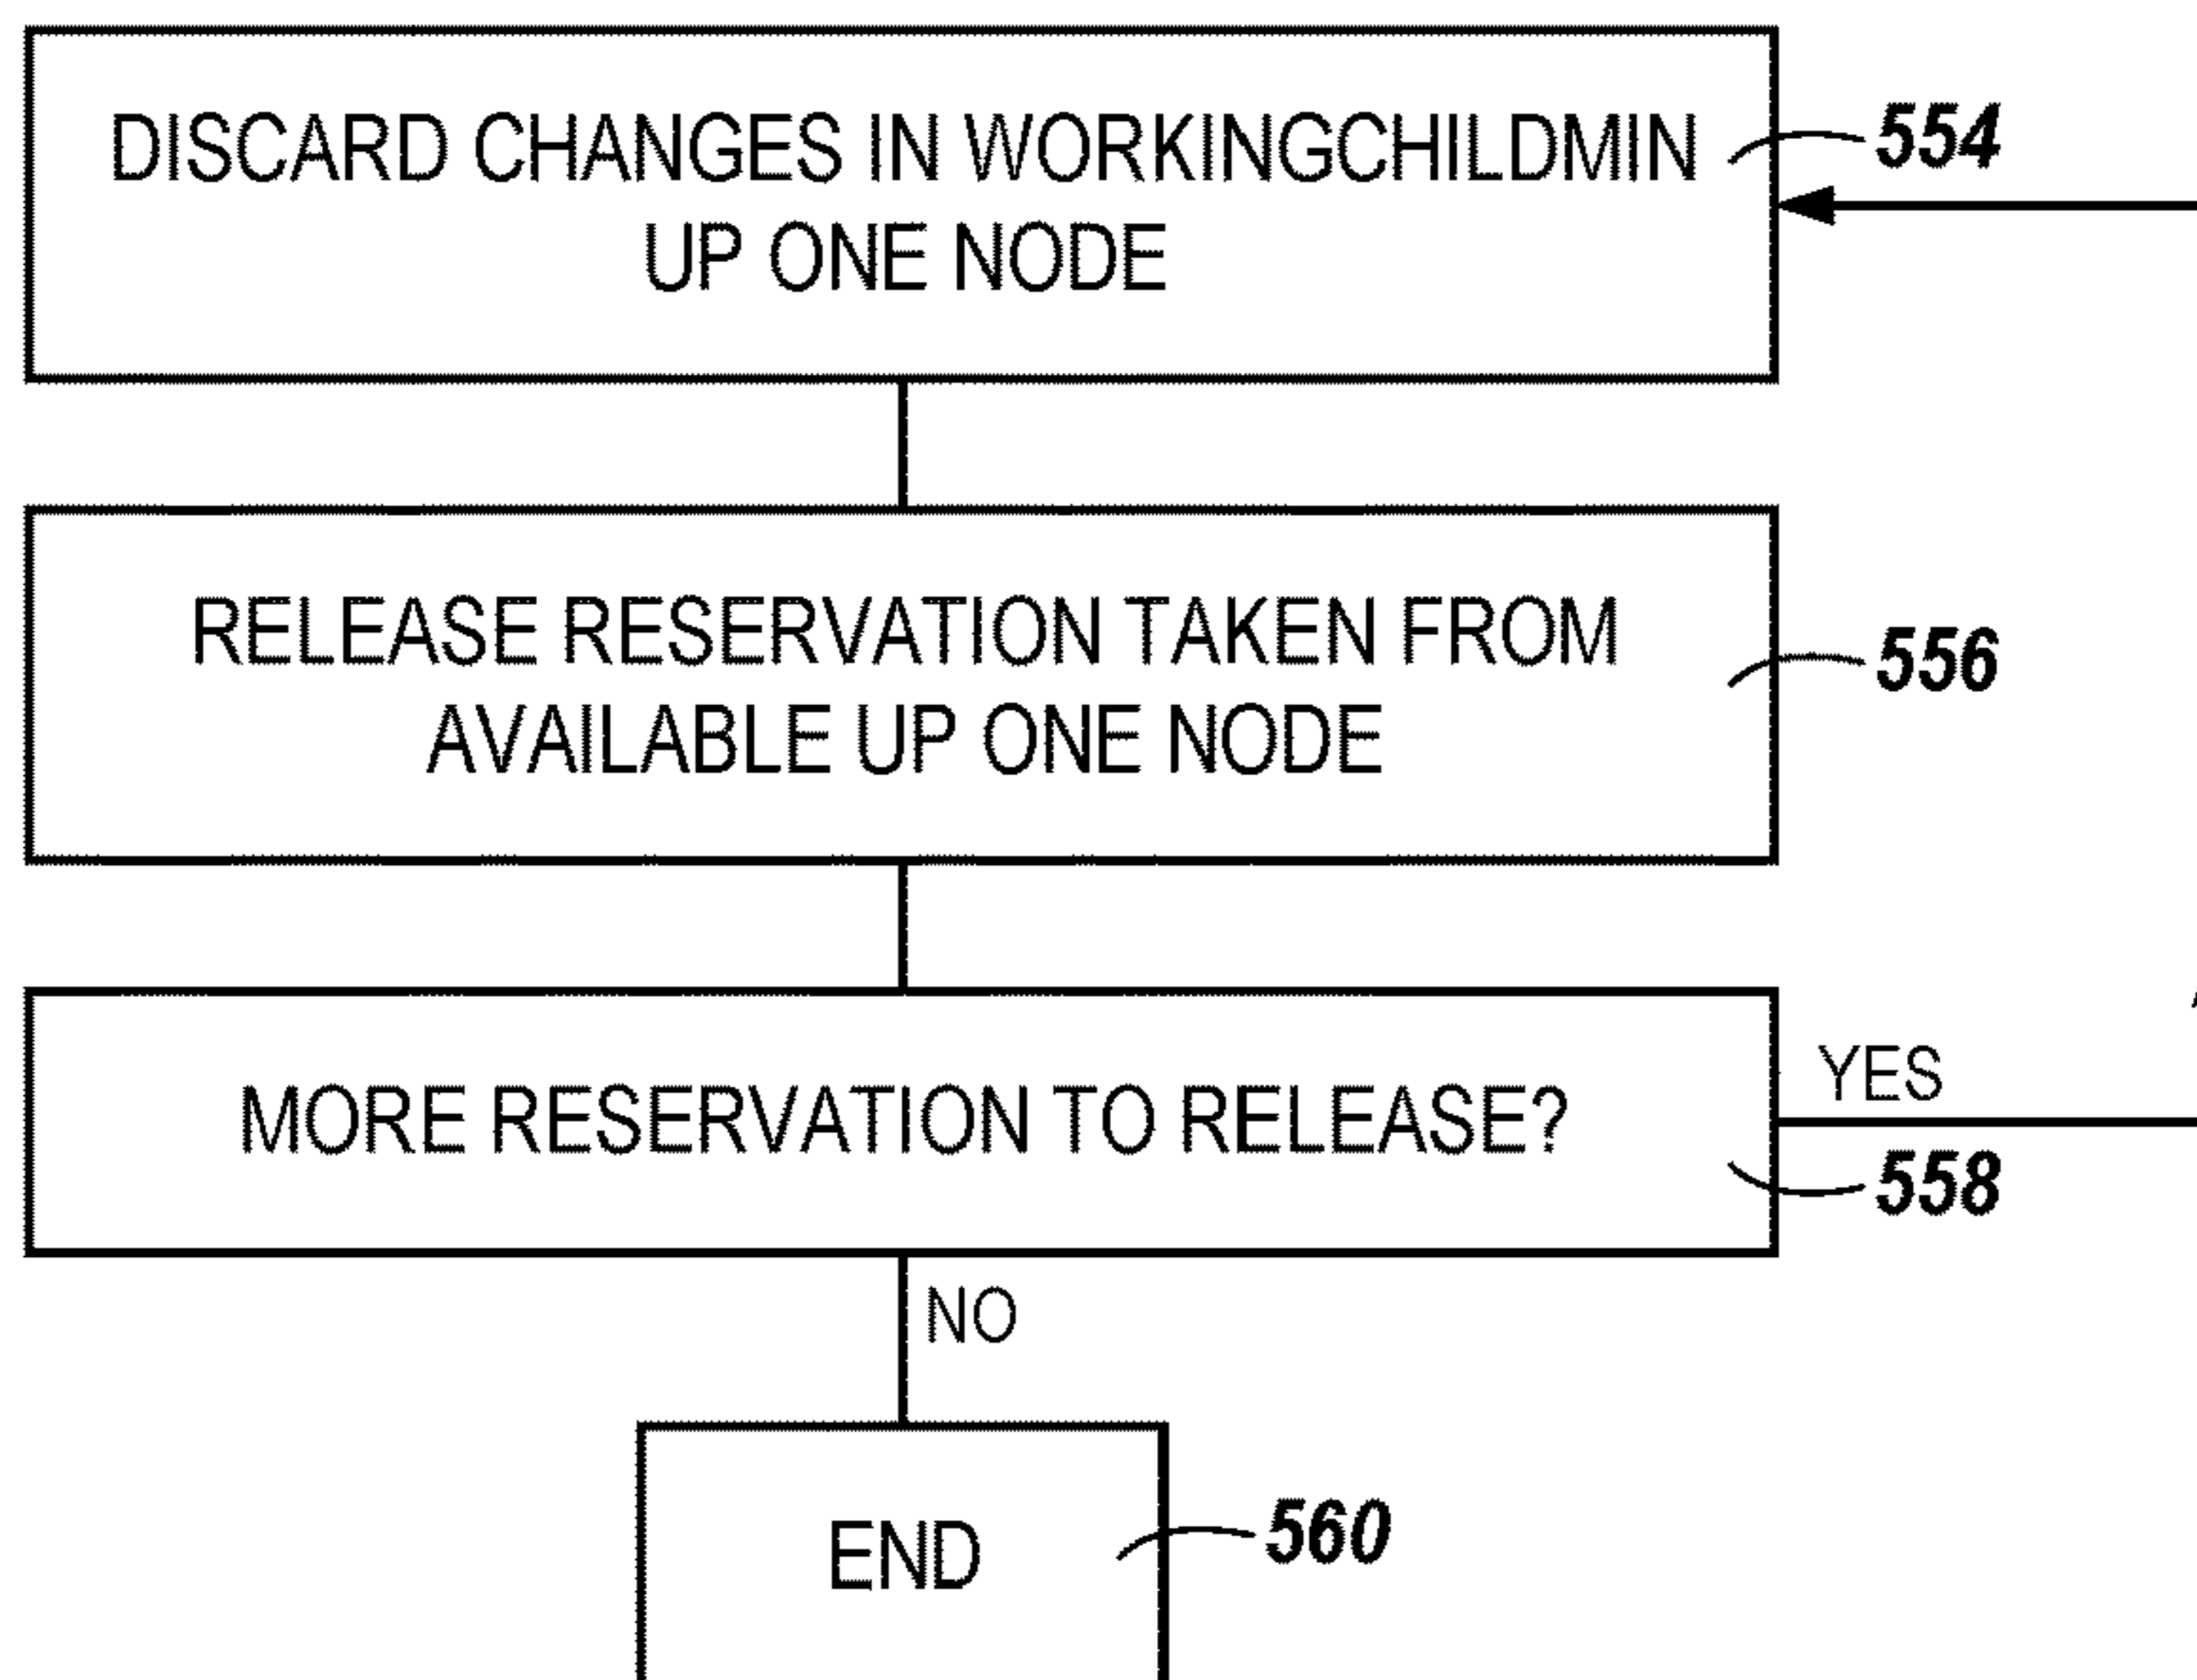 DISCARD CHANGES IN WORKINGCHILDMIN
UP ONE NODE
554
RELEASE RESERVATION TAKEN FROM
AVAILABLE UP ONE NODE
556
MORE RESERVATION TO RELEASE?
YES
558
NO
END
560